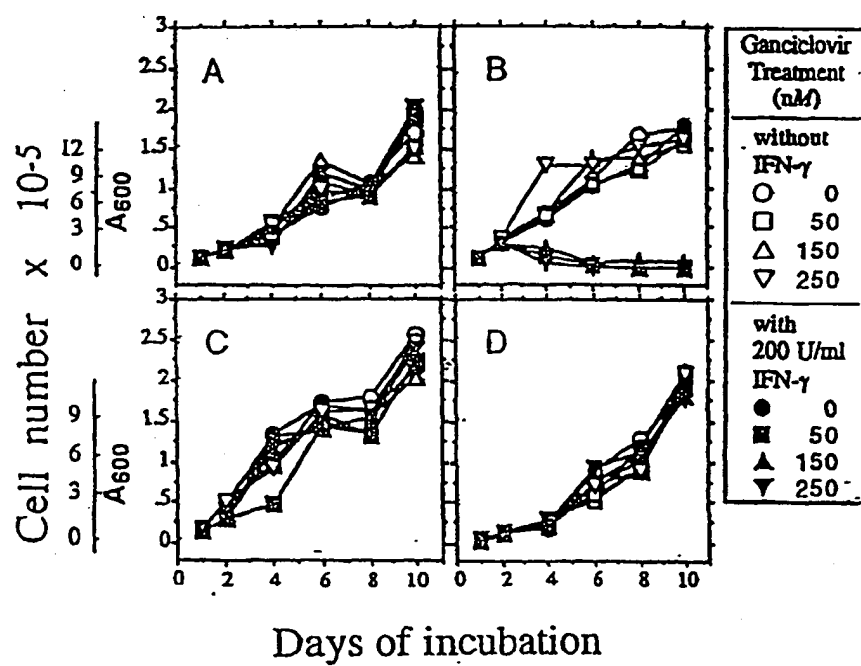 3
2.5
2
1.5
1
.5
0
12
9
6
3
0
A600
A
B
Ganciclovir
Treatment
(nM)
without
IFN-γ
0
50
150
250
with
200 U/ml
IFN-γ
0
50
150
250
3
2.5
2
1.5
1
.5
0
9
6
3
0
A600
C
D
Cell number x 10-5
0 2 4 6 8 10
0 2 4 6 8 10
Days of incubation